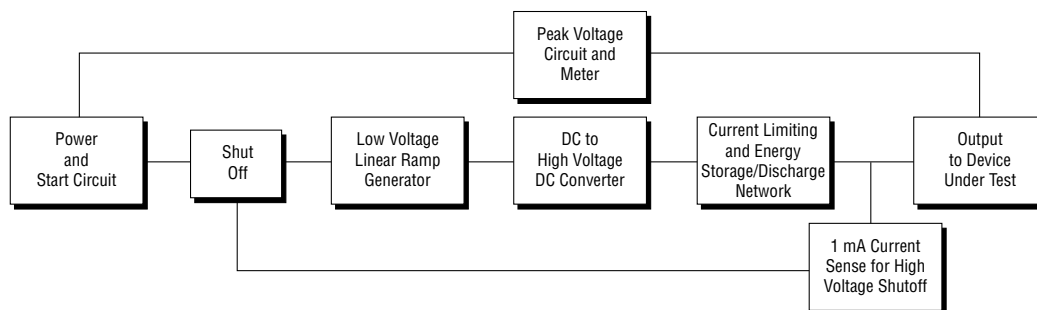 Peak Voltage
Circuit and
Meter
Power
and
Start Circuit
Shut
Off
Low Voltage
Linear Ramp
Generator
DC to
High Voltage
DC Converter
Current Limiting
and Energy
Storage/Discharge
Network
Output
to Device
Under Test
1 mA Current
Sense for High
Voltage Shutoff